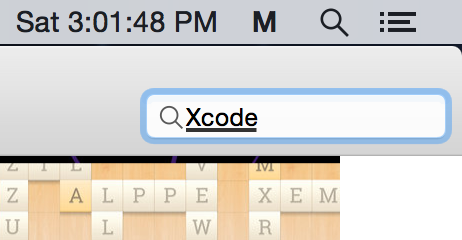 Sat 3:01:48 PM M
Xcode
Z I E V M
Z A L P P E X E M
U L W R